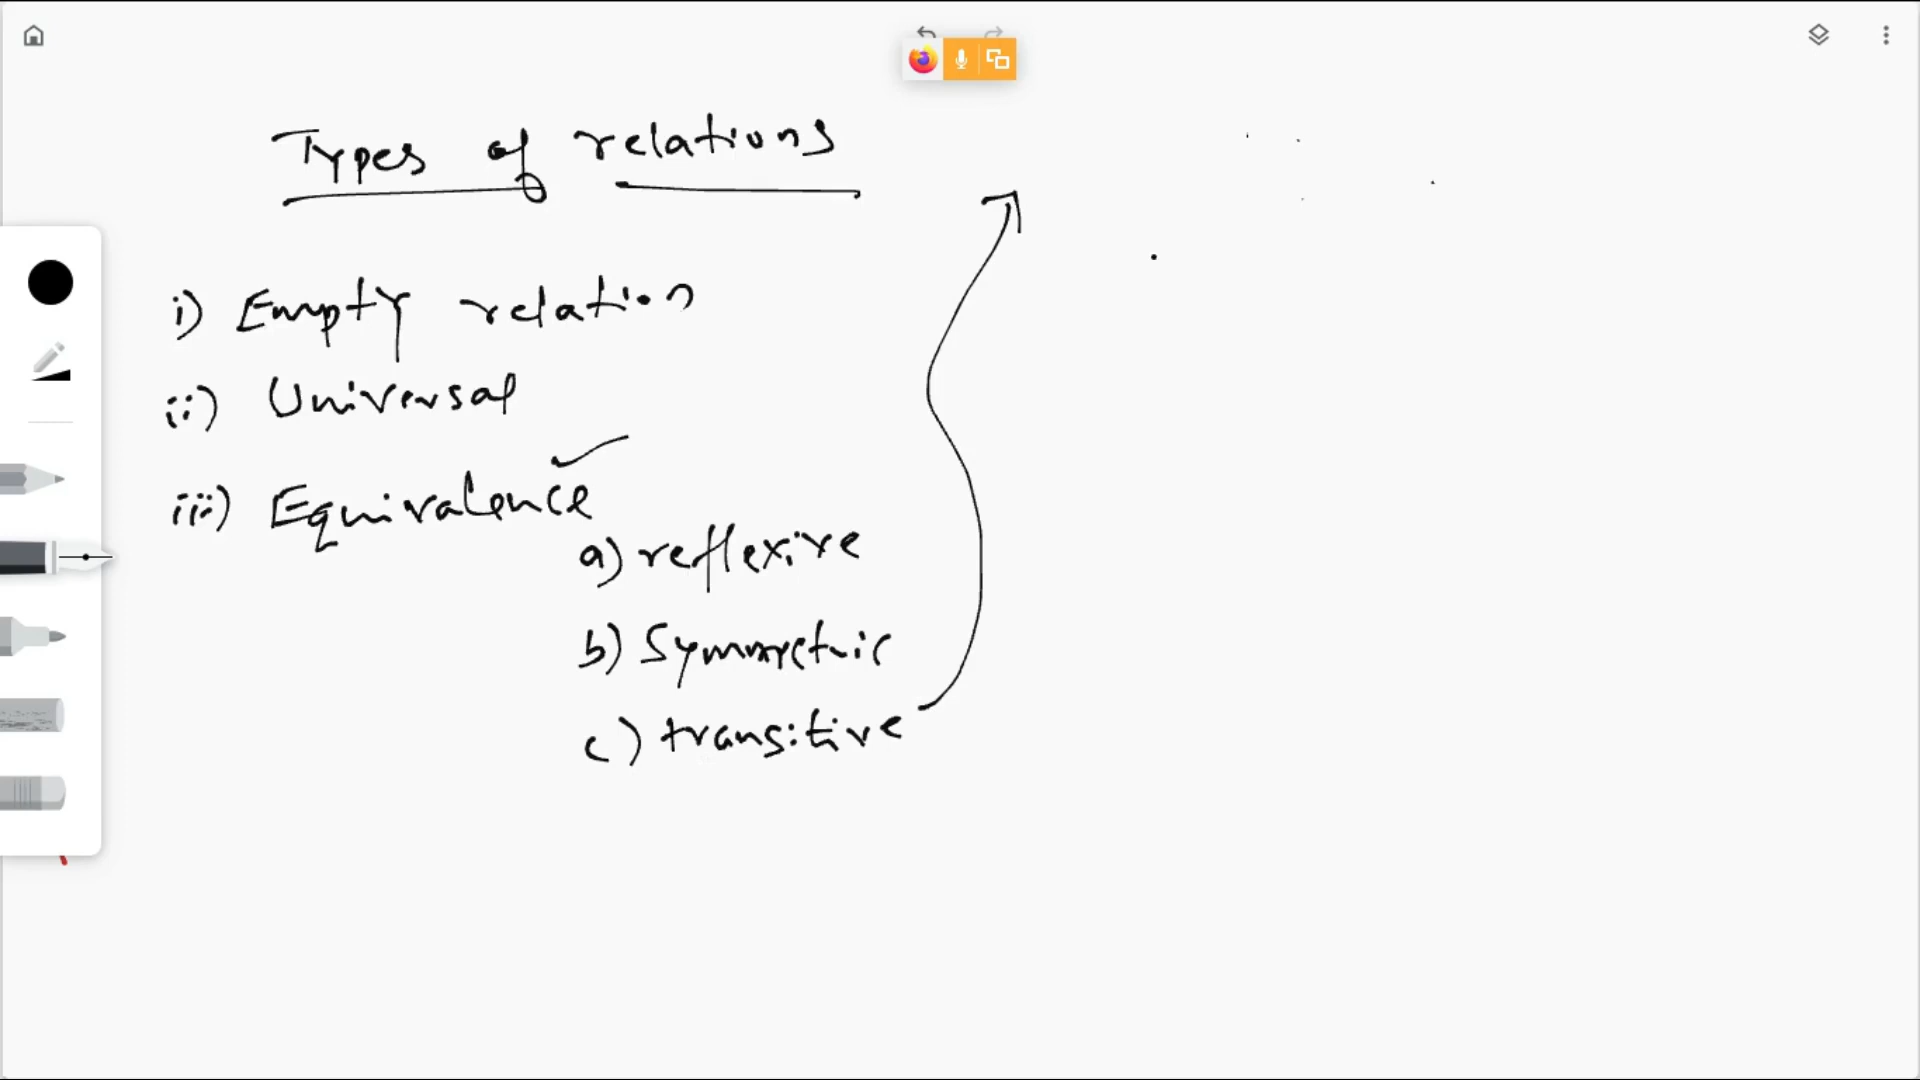 Types of relations
i) Empty relation
ii) Universal
iii) Equivalence
a) reflexive
b) Symmetric
c) transitive